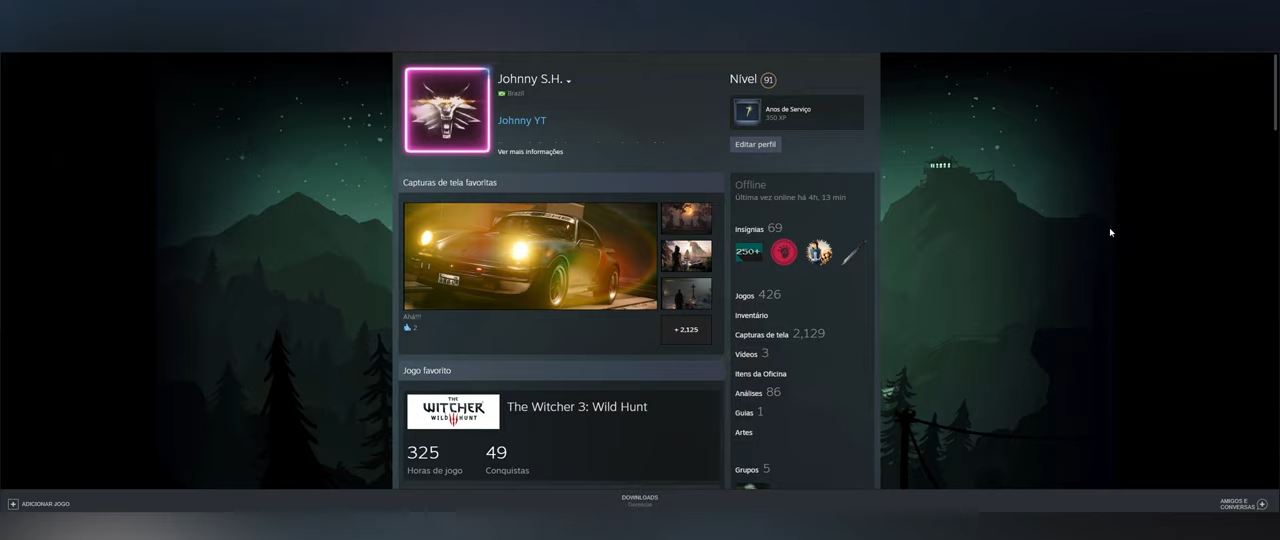 Johnny S.H.
Brazil
Johnny YT
Ver mais informações
Nível 91
Anos de Serviço
350 XP
Editar perfil
Capturas de tela favoritas
Ahá!!!
2
+ 2,125
Jogo favorito
THE
WITCHER
WILD HUNT
The Witcher 3: Wild Hunt
325
Horas de jogo
49
Conquistas
Offline
Última vez online há 4h, 13 min
Insígnias 69
250+
Jogos 426
Inventário
Capturas de tela 2,129
Vídeos 3
Itens da Oficina
Análises 86
Guias 1
Artes
Grupos 5
ADICIONAR JOGO
DOWNLOADS
Gerenciar
AMIGOS E
CONVERSAS